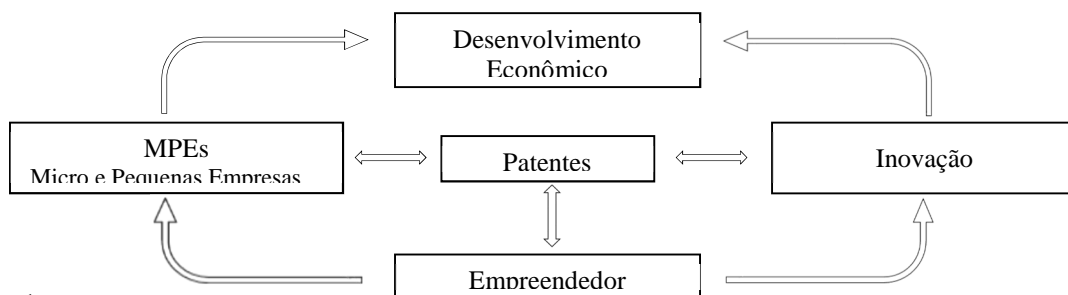 Desenvolvimento
Econômico
MPEs
Micro e Pequenas Empresas
Patentes
Inovação
Empreendedor